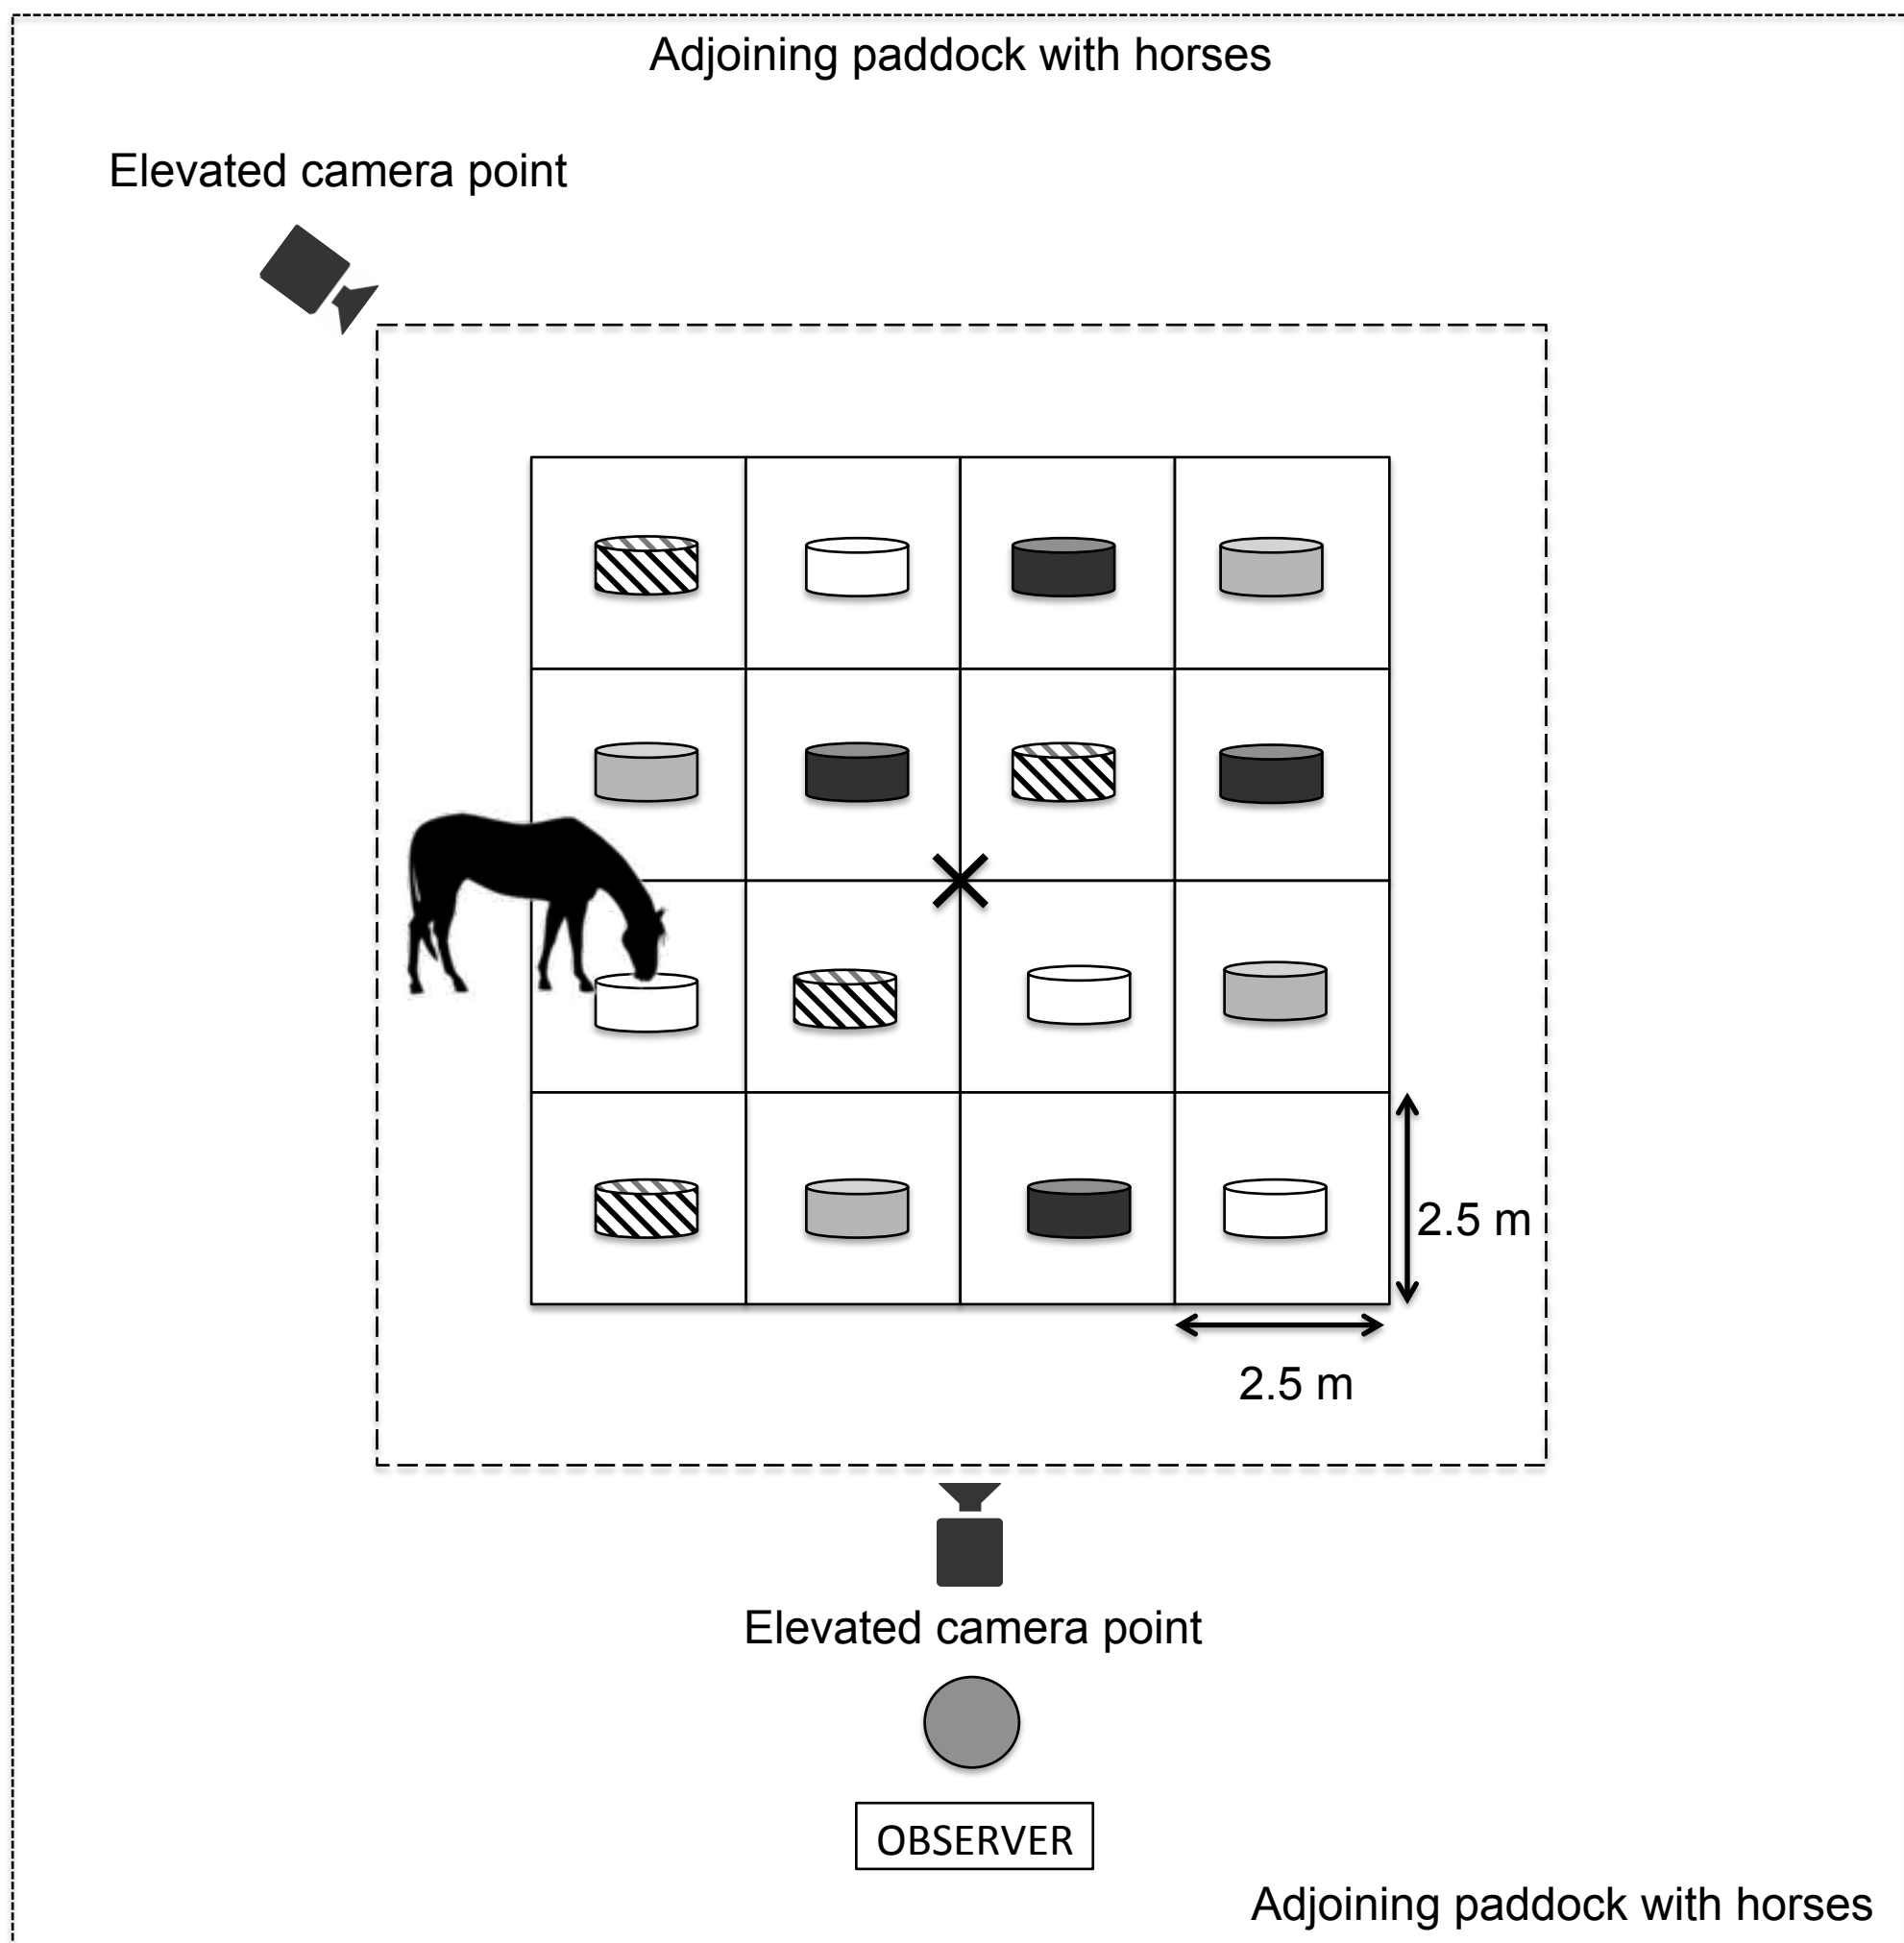 Adjoining paddock with horses
Elevated camera point
2.5 m
2.5 m
Elevated camera point
OBSERVER
Adjoining paddock with horses